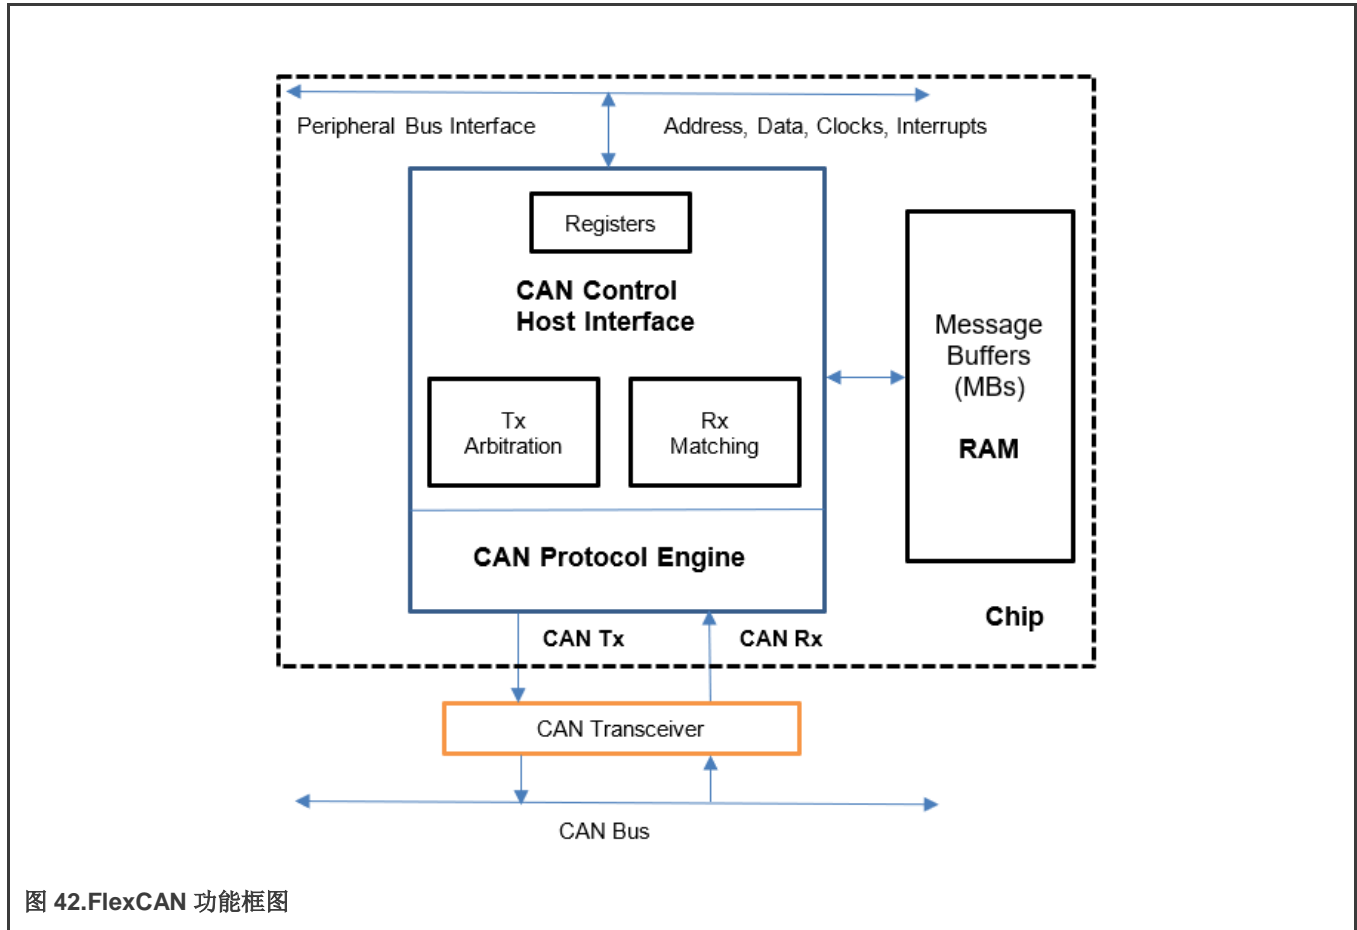 Peripheral Bus Interface
Address, Data, Clocks, Interrupts
Registers
CAN Control
Host Interface
Tx
Arbitration
Rx
Matching
Message
Buffers
(MBs)
RAM
CAN Protocol Engine
Chip
CAN Tx
CAN Rx
CAN Transceiver
CAN Bus
图 42.FlexCAN 功能框图